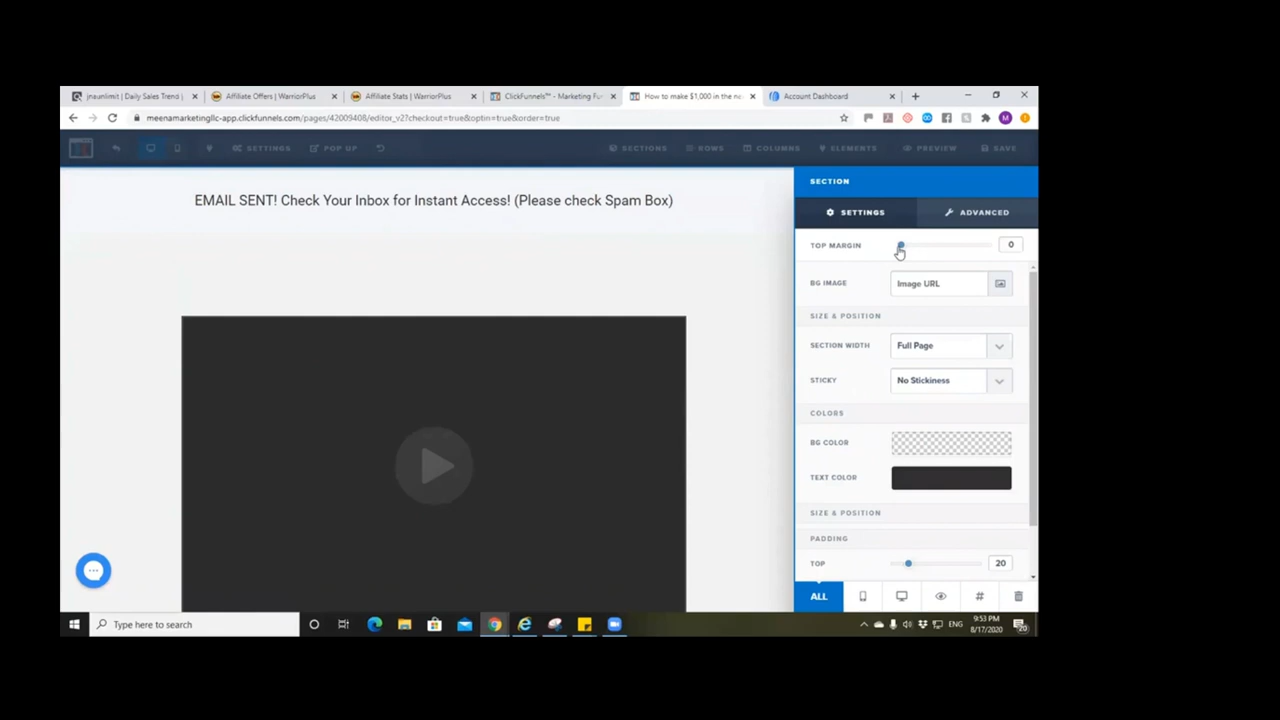 jneunlimit | Daily Sales Trend |
Affiliate Offers | WarriorPlus
Affiliate Stats | WarriorPlus
ClickFunnels™ - Marketing Fu
How to make $1,000 in the ne
Account Dashboard
meenamarketingllc-app.clickfunnels.com/pages/42009408/editor_v2?checkout=true&optin=true&order=true
M
SETTINGS
POP UP
SECTIONS
ROWS
COLUMNS
ELEMENTS
PREVIEW
SAVE
EMAIL SENT! Check Your Inbox for Instant Access! (Please check Spam Box)
SECTION
SETTINGS
ADVANCED
TOP MARGIN
0
BG IMAGE
Image URL
SIZE & POSITION
SECTION WIDTH
Full Page
STICKY
No Stickiness
COLORS
BG COLOR
TEXT COLOR
SIZE & POSITION
PADDING
TOP
20
ALL
#
Type here to search
ENG
9:53 PM
8/17/2020
20